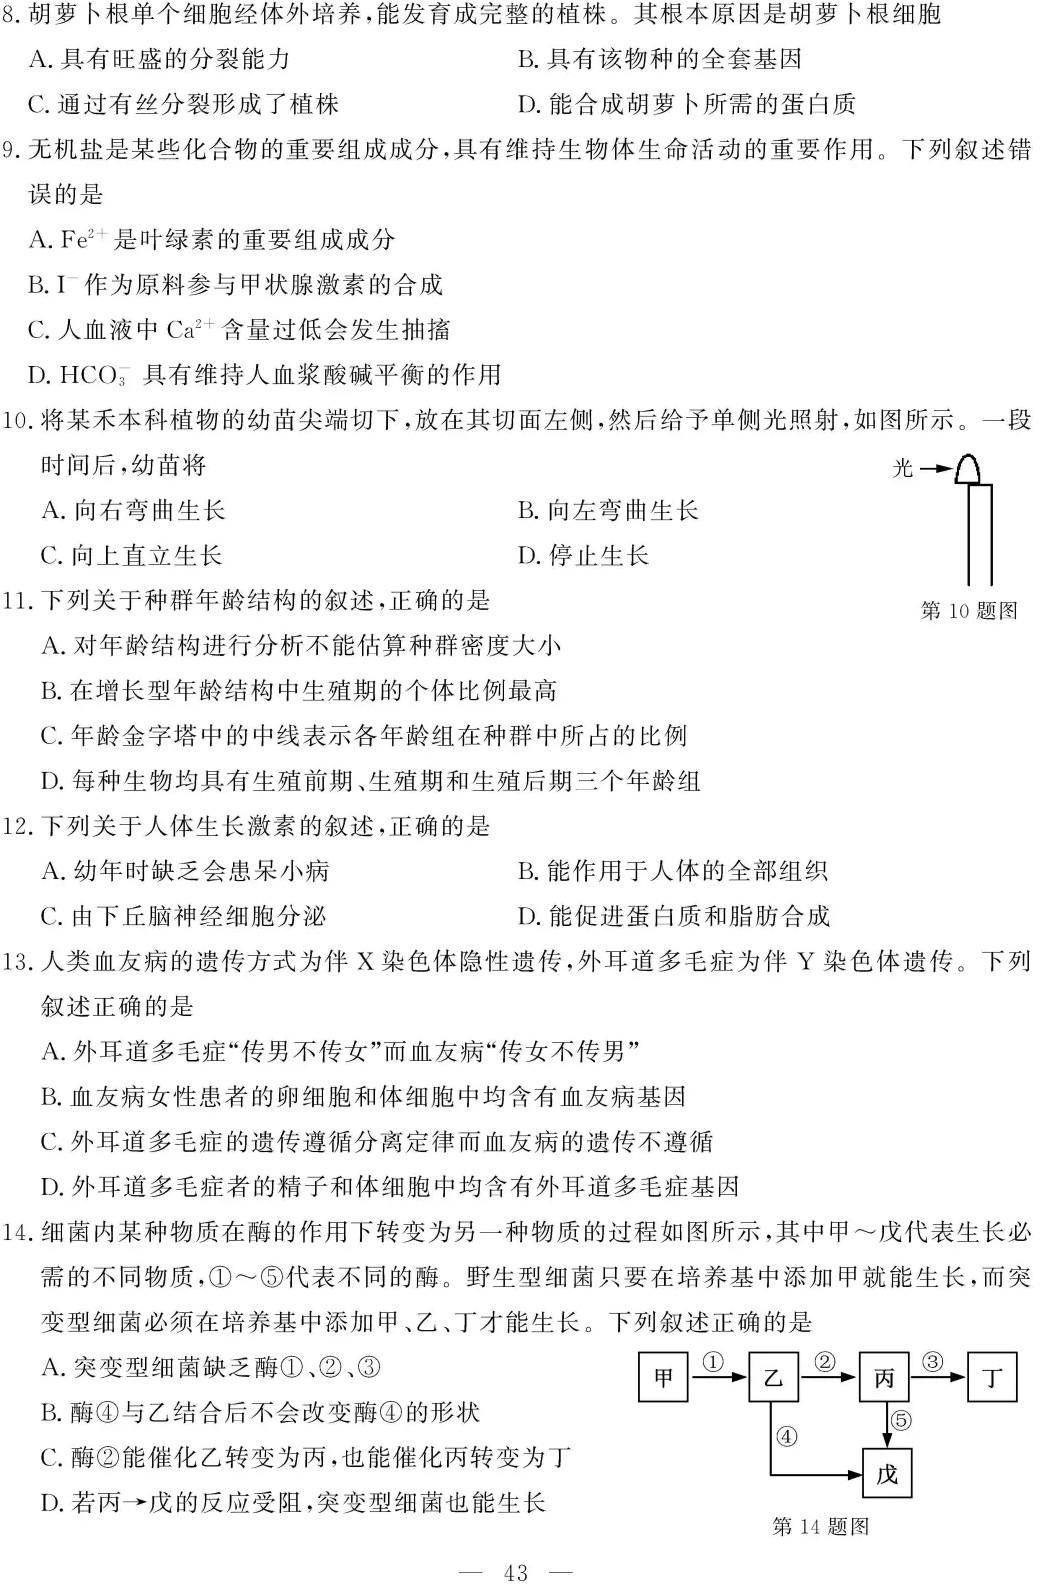 8. 胡萝卜根单个细胞经体外培养,能发育成完整的植株。其根本原因是胡萝卜根细胞
A. 具有旺盛的分裂能力 B. 具有该物种的全套基因
C. 通过有丝分裂形成了植株 D. 能合成胡萝卜所需的蛋白质
9. 无机盐是某些化合物的重要组成成分,具有维持生物体生命活动的重要作用。下列叙述错
误的是
A. Fe²⁺是叶绿素的重要组成成分
B. I⁻作为原料参与甲状腺激素的合成
C. 人血液中 Ca²⁺含量过低会发生抽搐
D. HCO₃⁻ 具有维持人血浆酸碱平衡的作用
10. 将某禾本科植物的幼苗尖端切下,放在其切面左侧,然后给予单侧光照射,如图所示。一段
时间后,幼苗将
光
A. 向右弯曲生长 B. 向左弯曲生长
C. 向上直立生长 D. 停止生长
第 10 题图
11. 下列关于种群年龄结构的叙述,正确的是
A. 对年龄结构进行分析不能估算种群密度大小
B. 在增长型年龄结构中生殖期的个体比例最高
C. 年龄金字塔中的中线表示各年龄组在种群中所占的比例
D. 每种生物均具有生殖前期、生殖期和生殖后期三个年龄组
12. 下列关于人体生长激素的叙述,正确的是
A. 幼年时缺乏会患呆小病 B. 能作用于人体的全部组织
C. 由下丘脑神经细胞分泌 D. 能促进蛋白质和脂肪合成
13. 人类血友病的遗传方式为伴 X 染色体隐性遗传,外耳道多毛症为伴 Y 染色体遗传。下列
叙述正确的是
A. 外耳道多毛症“传男不传女”而血友病“传女不传男”
B. 血友病女性患者的卵细胞和体细胞中均含有血友病基因
C. 外耳道多毛症的遗传遵循分离定律而血友病的遗传不遵循
D. 外耳道多毛症者的精子和体细胞中均含有外耳道多毛症基因
14. 细菌内某种物质在酶的作用下转变为另一种物质的过程如图所示,其中甲～戊代表生长必
需的不同物质,①～⑤代表不同的酶。野生型细菌只要在培养基中添加甲就能生长,而突
变型细菌必须在培养基中添加甲、乙、丁才能生长。下列叙述正确的是
A. 突变型细菌缺乏酶①、②、③
B. 酶④与乙结合后不会改变酶④的形状
C. 酶②能催化乙转变为丙,也能催化丙转变为丁
D. 若丙→戊的反应受阻,突变型细菌也能生长
甲 ① 乙 ② 丙 ③ 丁
④ ⑤
戊
第 14 题图
— 43 —